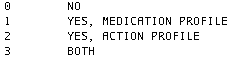 0 NO
1 YES, MEDICATION PROFILE
2 YES, ACTION PROFILE
3 BOTH